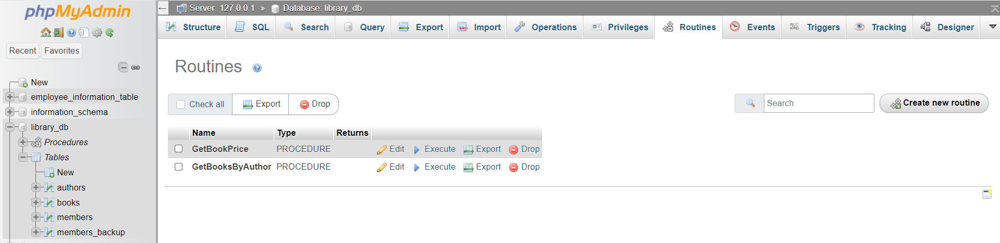 phpMyAdmin
Recent Favorites
New
employee_information_table
information_schema
library_db
Procedures
Tables
New
authors
books
members
members_backup
Server: 127.0.0.1 » Database: library_db
Structure SQL Search Query Export Import Operations Privileges Routines Events Triggers Tracking Designer
Routines
Check all Export Drop
Search Create new routine
Name Type Returns
GetBookPrice PROCEDURE Edit Execute Export Drop
GetBooksByAuthor PROCEDURE Edit Execute Export Drop